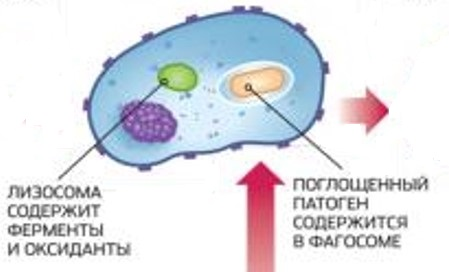 ЛИЗОСОМА
СОДЕРЖИТ
ФЕРМЕНТЫ
И ОКСИДАНТЫ
ПОГЛОЩЕННЫЙ
ПАТОГЕН
СОДЕРЖИТСЯ
В ФАГОСОМЕ